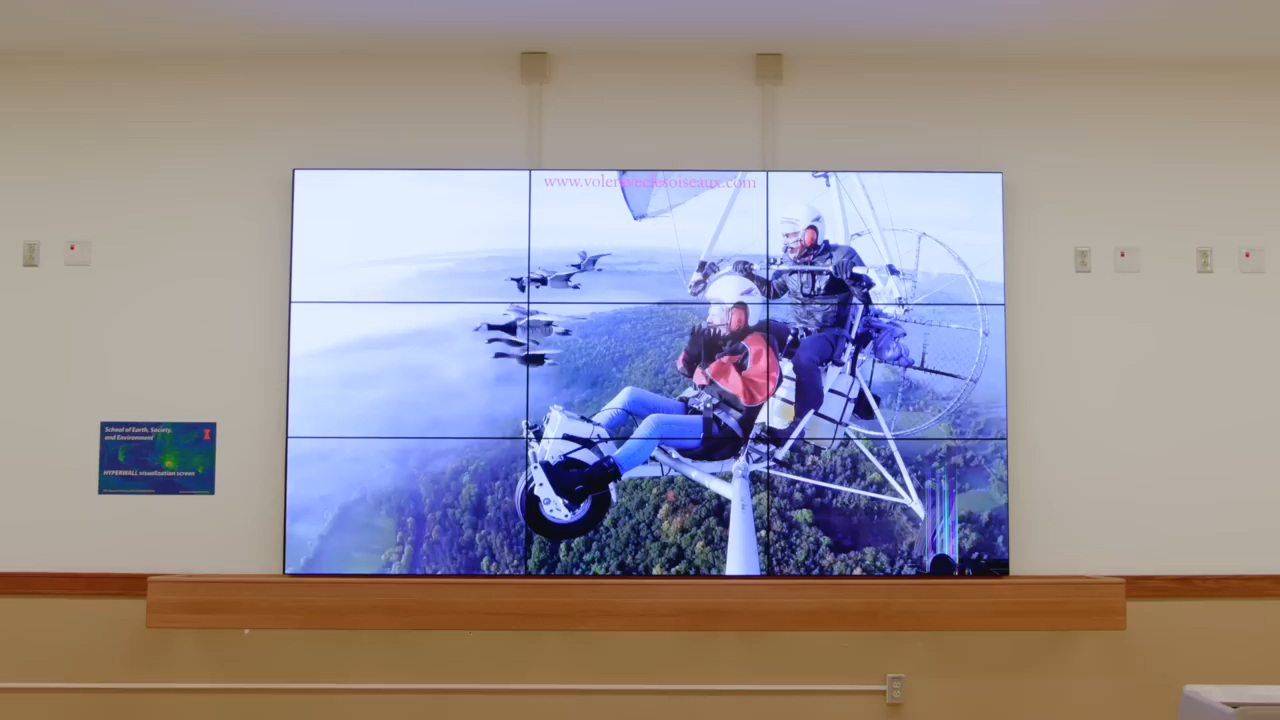 www.voleraveclesoiseaux.com
School of Earth, Society,
and Environment
HYPERWALL visualization screen